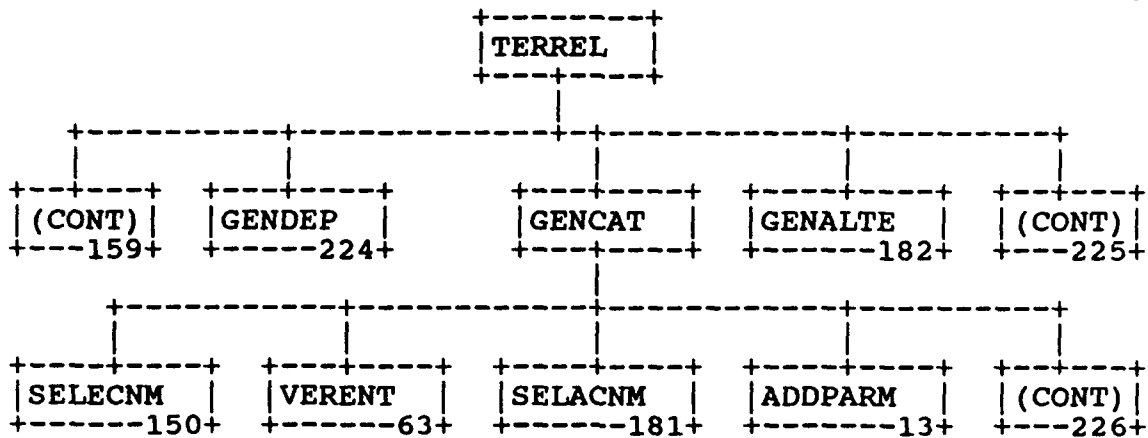 TERREL
(CONT) GENDEP GENCAT GENALTE (CONT)
159 224 182 225
SELECNM VERENT SELACNM ADDPARM (CONT)
150 63 181 13 226